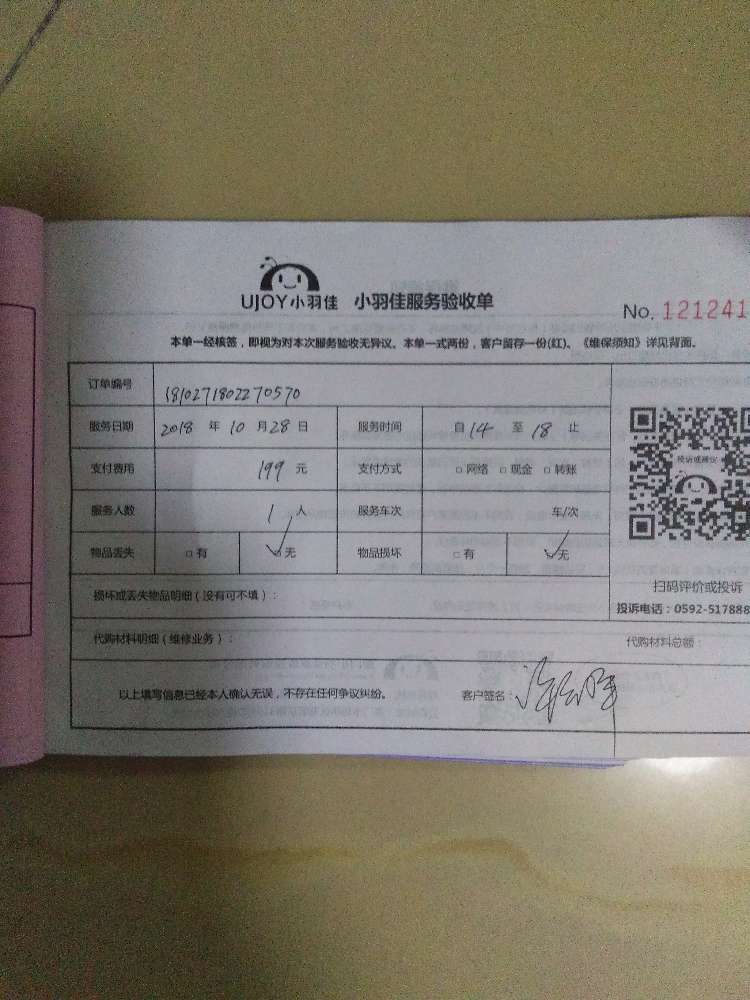 UJOY小羽佳 小羽佳服务验收单
No. 121241
本单一经核签，即视为对本次服务验收无异议。本单一式两份，客户留存一份(红)。《维保须知》详见背面。
订单编号 1810271802270570
服务日期 2018 年 10 月 28 日 服务时间 自 14 至 18 止
支付费用 199 元 支付方式 □网络 □现金 □转账
投诉或建议
服务人数 1 人 服务车次 车/次
物品丢失 □有 ☑无 物品损坏 □有 ☑无
扫码评价或投诉
损坏或丢失物品明细（没有可不填）：
投诉电话：0592-517888
代购材料明细（维修业务）： 代购材料总额：
以上填写信息已经本人确认无误，不存在任何争议纠纷。 客户签名：